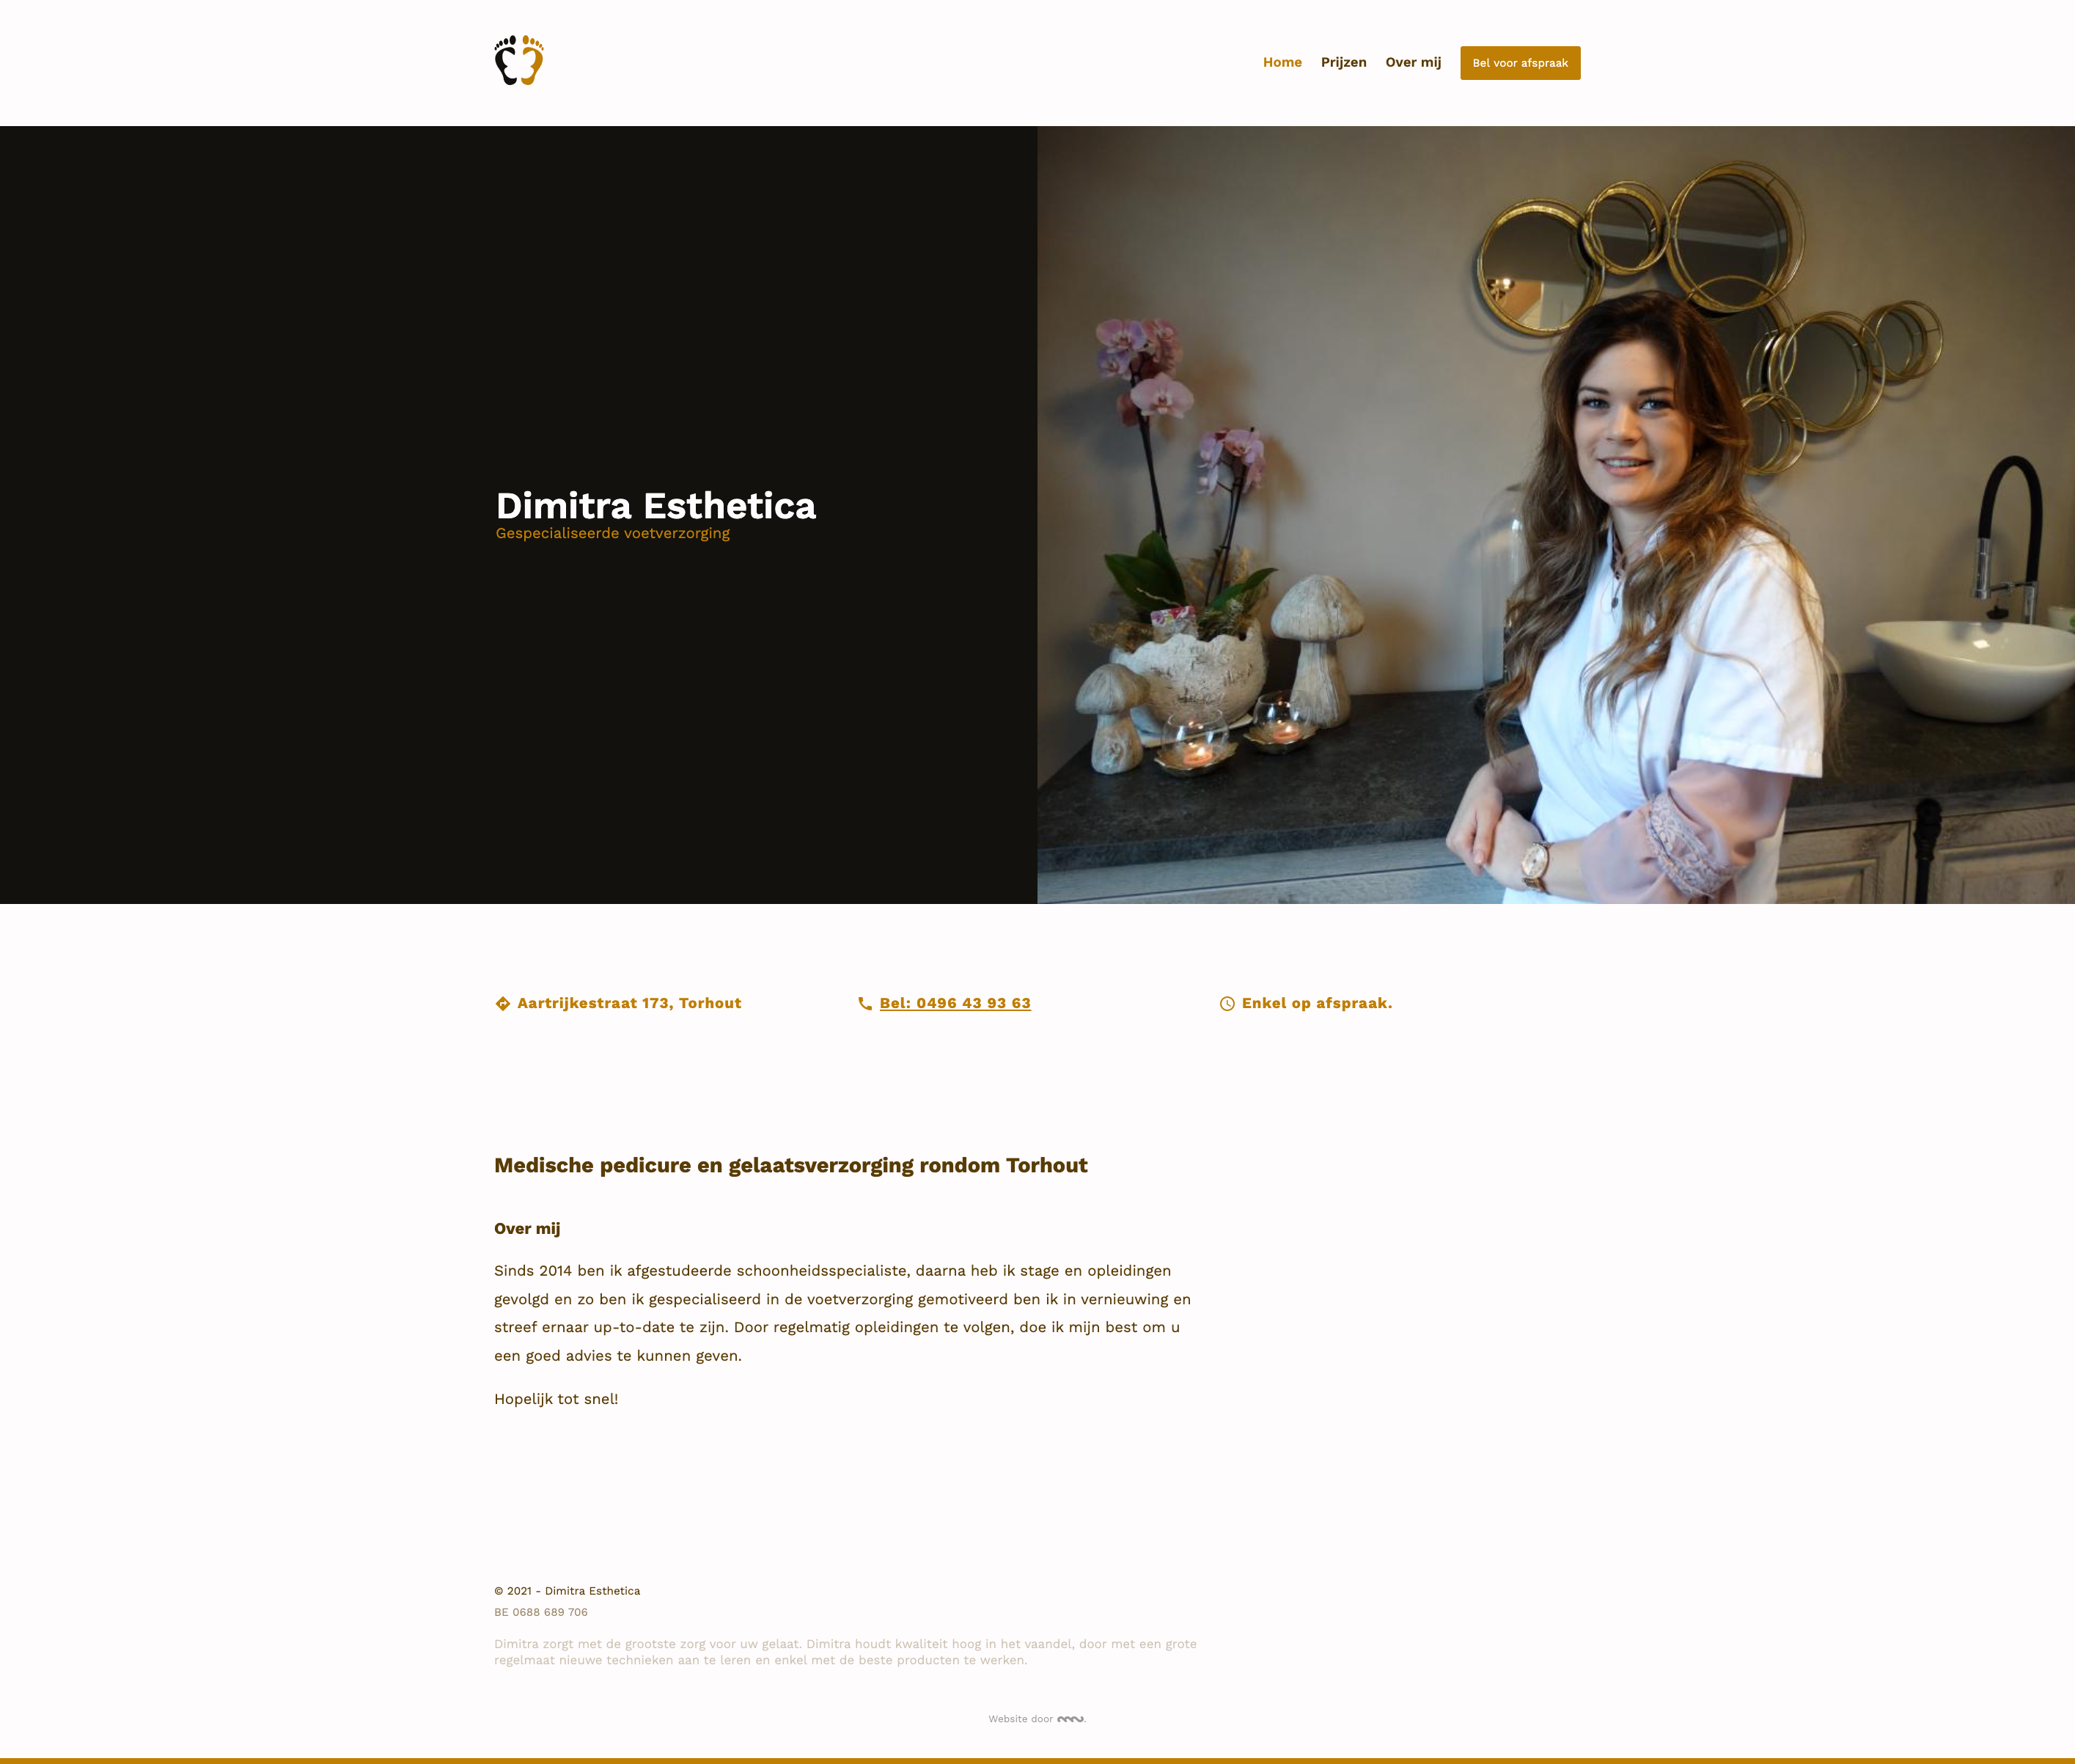 Home Prijzen Over mij Bel voor afspraak
Dimitra Esthetica
Gespecialiseerde voetverzorging
Aartrijkestraat 173, Torhout
Bel: 0496 43 93 63
Enkel op afspraak.
Medische pedicure en gelaatsverzorging rondom Torhout
Over mij
Sinds 2014 ben ik afgestudeerde schoonheidsspecialiste, daarna heb ik stage en opleidingen
gevolgd en zo ben ik gespecialiseerd in de voetverzorging gemotiveerd ben ik in vernieuwing en
streef ernaar up-to-date te zijn. Door regelmatig opleidingen te volgen, doe ik mijn best om u
een goed advies te kunnen geven.
Hopelijk tot snel!
© 2021 - Dimitra Esthetica
BE 0688 689 706
Dimitra zorgt met de grootste zorg voor uw gelaat. Dimitra houdt kwaliteit hoog in het vaandel, door met een grote
regelmaat nieuwe technieken aan te leren en enkel met de beste producten te werken.
Website door